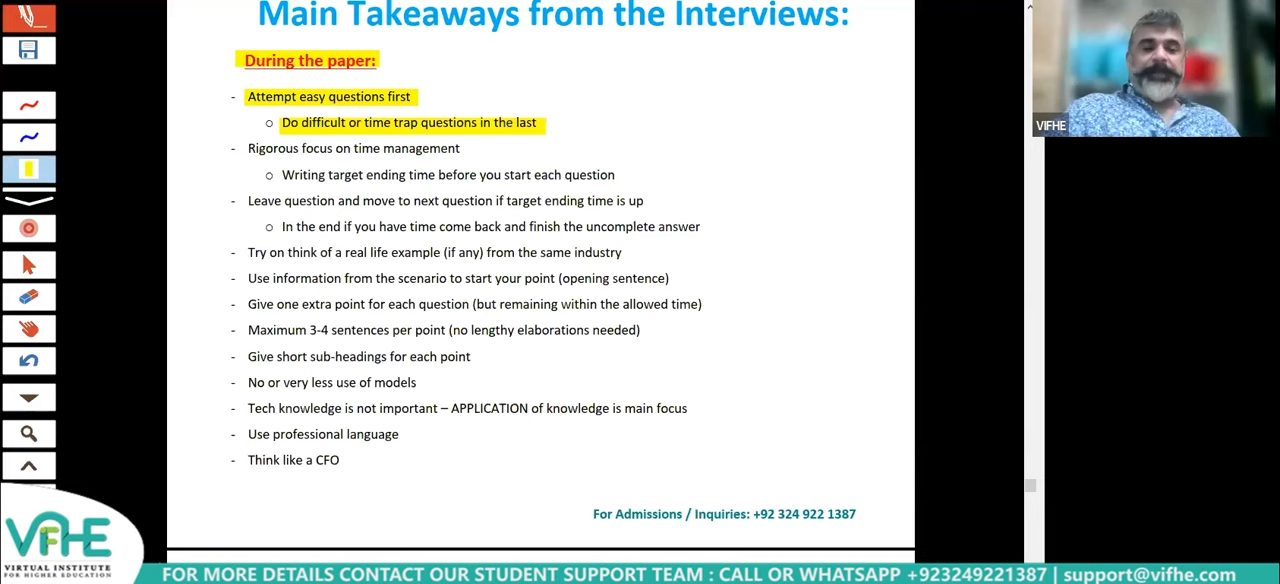 Main Takeaways from the Interviews:
During the paper:
- Attempt easy questions first
o Do difficult or time trap questions in the last
- Rigorous focus on time management
o Writing target ending time before you start each question
- Leave question and move to next question if target ending time is up
o In the end if you have time come back and finish the uncomplete answer
- Try on think of a real life example (if any) from the same industry
- Use information from the scenario to start your point (opening sentence)
- Give one extra point for each question (but remaining within the allowed time)
- Maximum 3-4 sentences per point (no lengthy elaborations needed)
- Give short sub-headings for each point
- No or very less use of models
- Tech knowledge is not important – APPLICATION of knowledge is main focus
- Use professional language
- Think like a CFO
For Admissions / Inquiries: +92 324 922 1387
VIFHE
VIFHE
VIRTUAL INSTITUTE
FOR HIGHER EDUCATION
FOR MORE DETAILS CONTACT OUR STUDENT SUPPORT TEAM : CALL OR WHATSAPP +923249221387 | support@vifhe.com